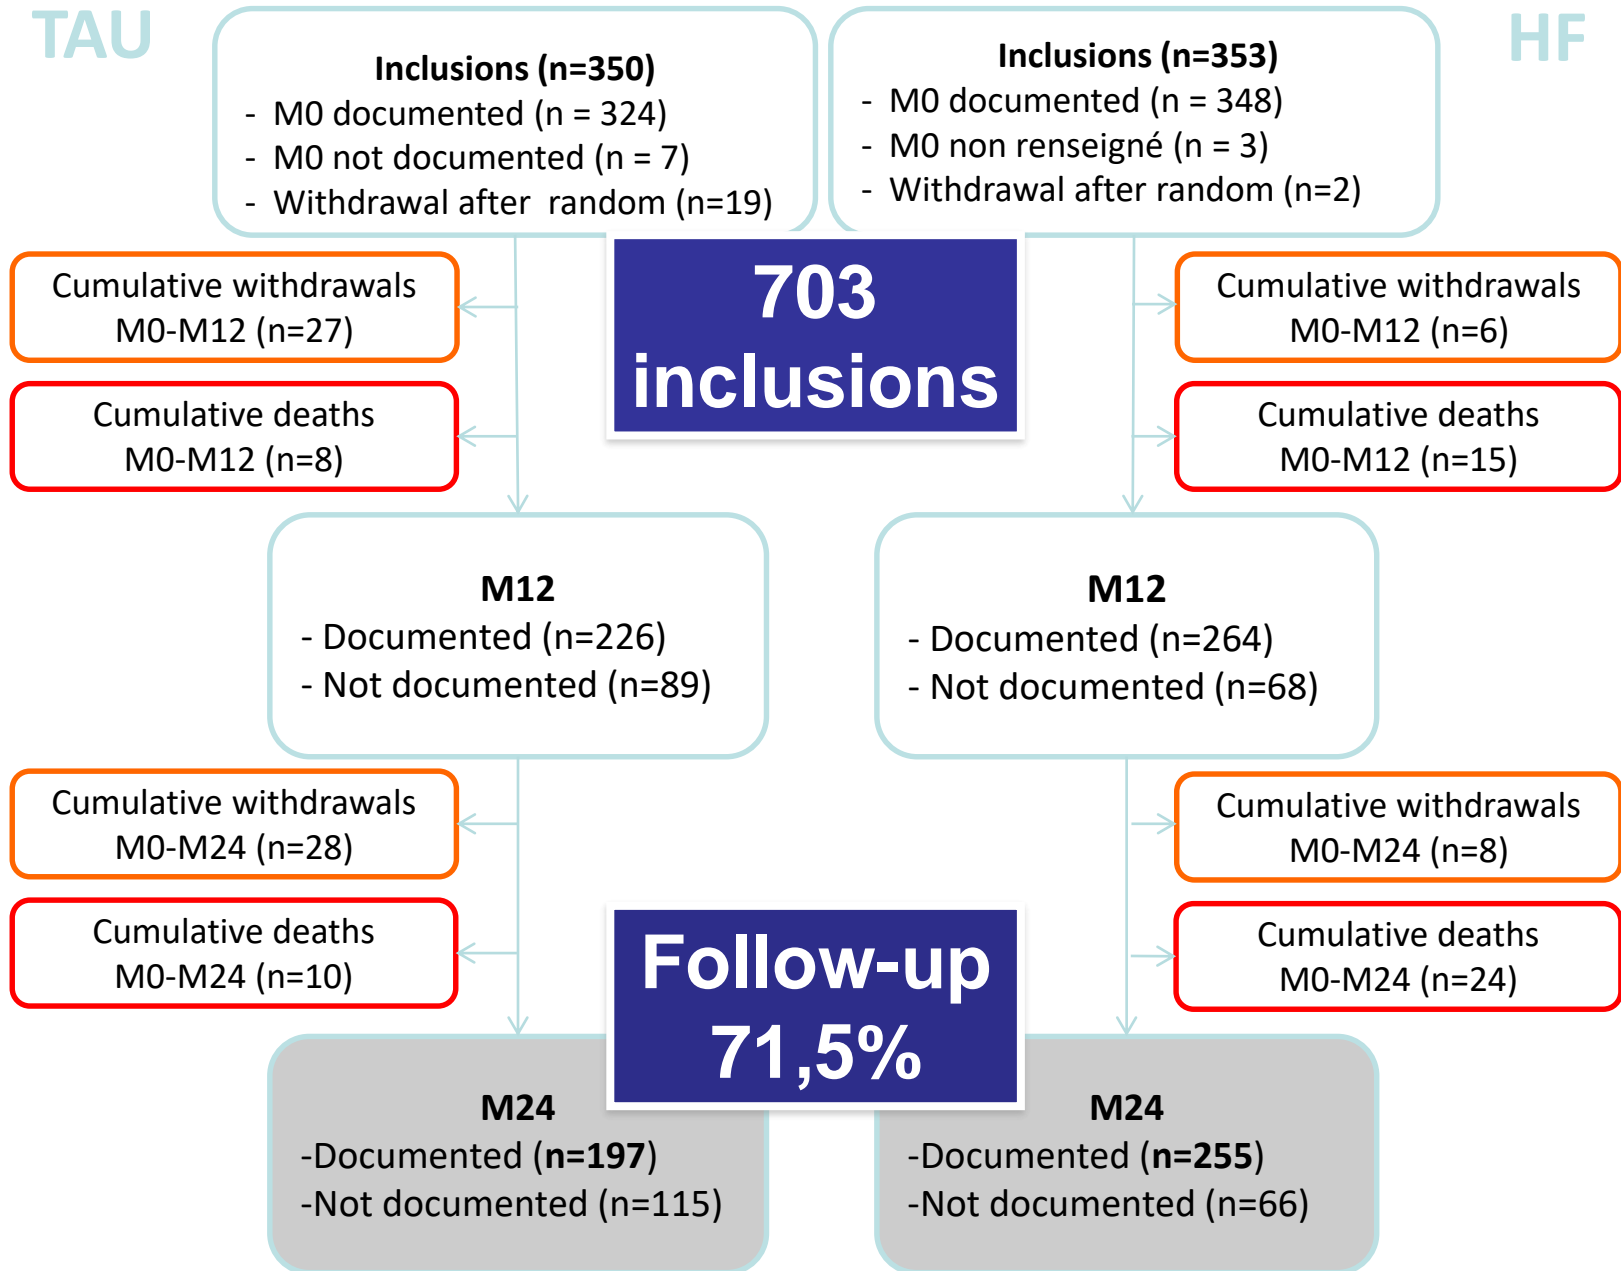 TAU
HF
Inclusions (n=350)
- M0 documented (n = 324)
- M0 not documented (n = 7)
- Withdrawal after random (n=19)
Inclusions (n=353)
- M0 documented (n = 348)
- M0 non renseigné (n = 3)
- Withdrawal after random (n=2)
703
inclusions
Cumulative withdrawals
M0-M12 (n=27)
Cumulative deaths
M0-M12 (n=8)
Cumulative withdrawals
M0-M12 (n=6)
Cumulative deaths
M0-M12 (n=15)
M12
- Documented (n=226)
- Not documented (n=89)
M12
- Documented (n=264)
- Not documented (n=68)
Cumulative withdrawals
M0-M24 (n=28)
Cumulative deaths
M0-M24 (n=10)
Cumulative withdrawals
M0-M24 (n=8)
Cumulative deaths
M0-M24 (n=24)
Follow-up
71,5%
M24
-Documented (n=197)
-Not documented (n=115)
M24
-Documented (n=255)
-Not documented (n=66)